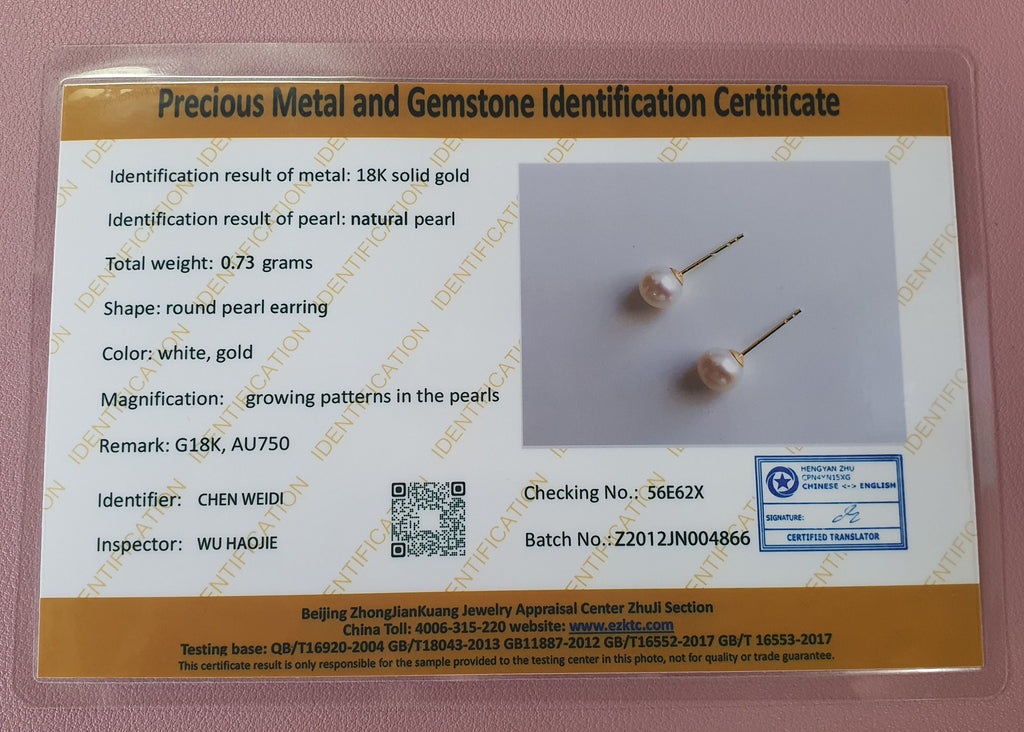 Precious Metal and Gemstone Identification Certificate
Identification result of metal: 18K solid gold
Identification result of pearl: natural pearl
Total weight: 0.73 grams
Shape: round pearl earring
Color: white, gold
Magnification: growing patterns in the pearls
Remark: G18K, AU750
Identifier: CHEN WEIDI
Inspector: WU HAOJIE
Checking No.: 56E62X
Batch No.: Z2012JN004866
HENGYAN ZHU
CPN4YN15XG
CHINESE <-> ENGLISH
SIGNATURE:
CERTIFIED TRANSLATOR
Beijing ZhongJianKuang Jewelry Appraisal Center ZhuJi Section
China Toll: 4006-315-220 website: www.ezktc.com
Testing base: QB/T16920-2004 GB/T18043-2013 GB11887-2012 GB/T16552-2017 GB/T 16553-2017
This certificate result is only responsible for the sample provided to the testing center in this photo, not for quality or trade guarantee.
IDENTIFICATION